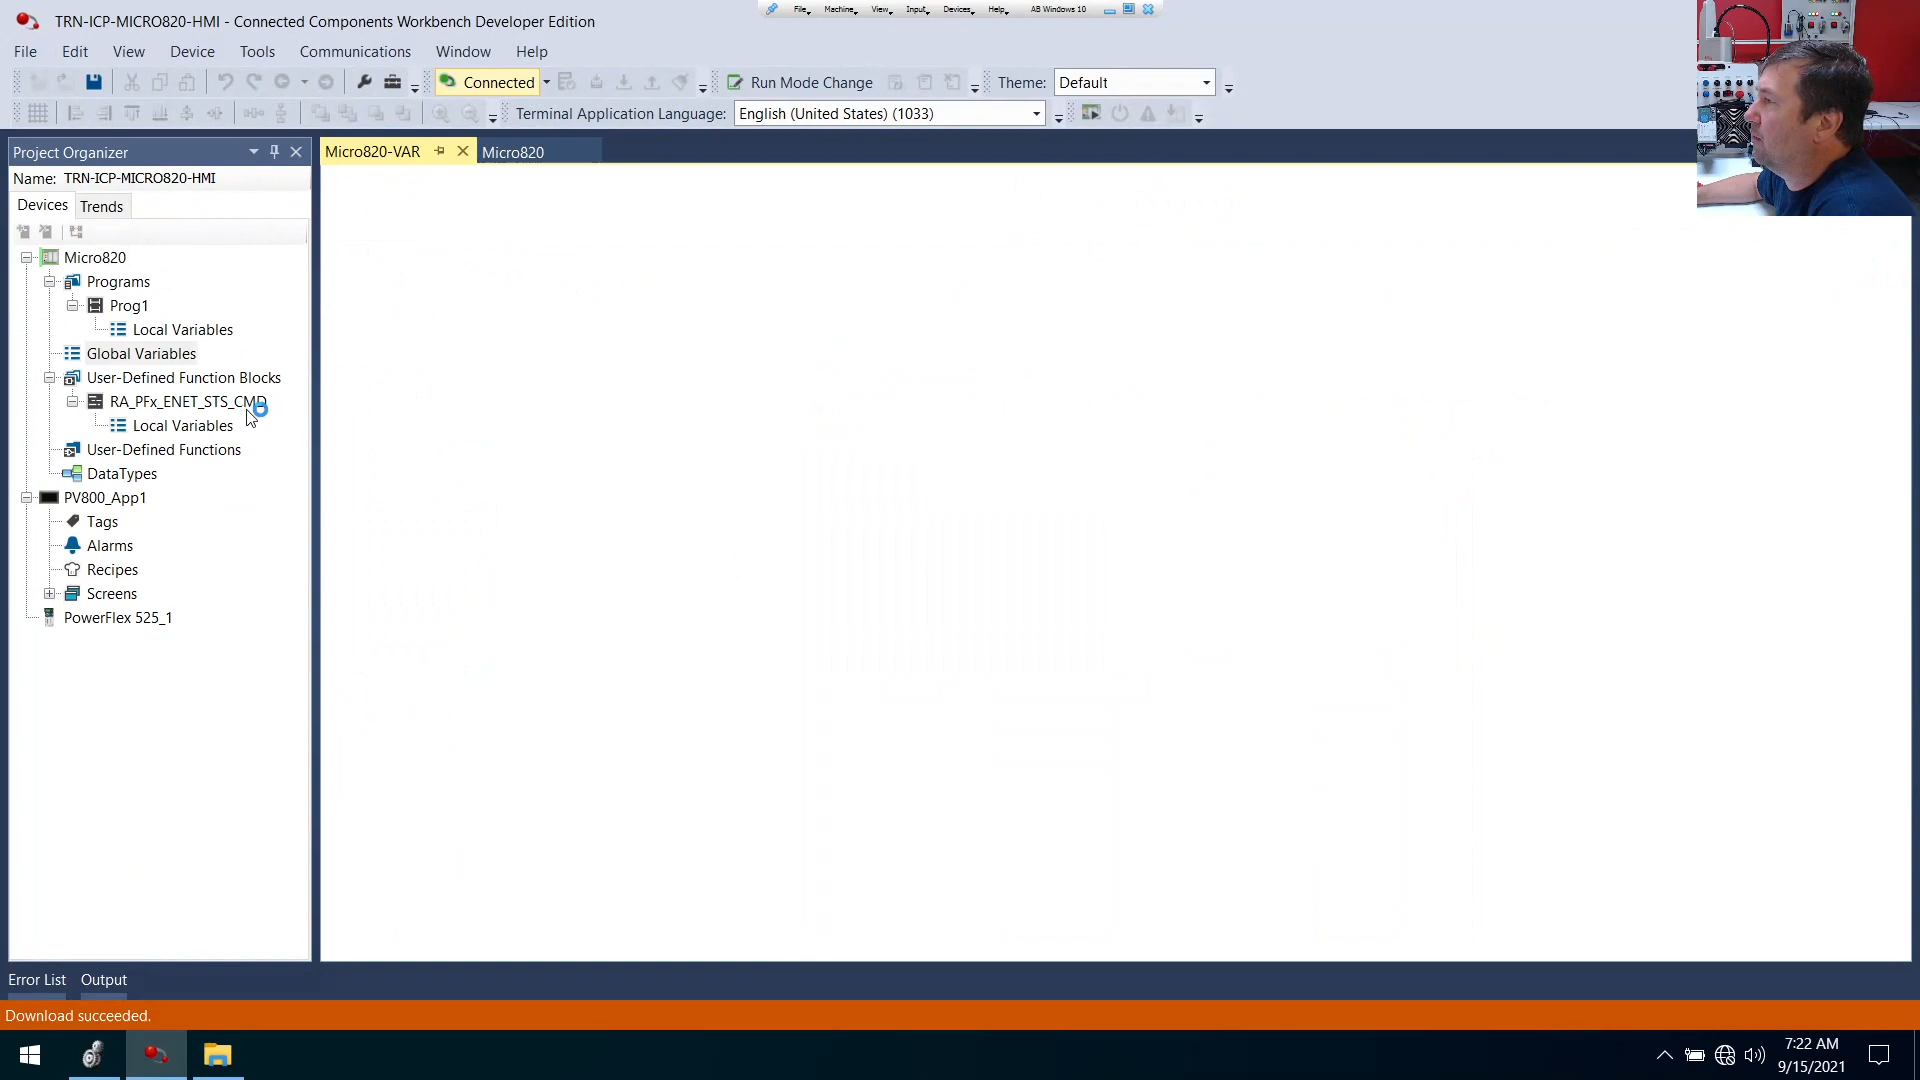 File Machine View Input Devices Help AB Windows 10
TRN-ICP-MICRO820-HMI - Connected Components Workbench Developer Edition
File Edit View Device Tools Communications Window Help
Connected Run Mode Change Theme: Default
Terminal Application Language: English (United States) (1033)
Project Organizer
Micro820-VAR Micro820
Name: TRN-ICP-MICRO820-HMI
Devices Trends
Micro820
Programs
Prog1
Local Variables
Global Variables
User-Defined Function Blocks
RA_PFx_ENET_STS_CMD
Local Variables
User-Defined Functions
DataTypes
PV800_App1
Tags
Alarms
Recipes
Screens
PowerFlex 525_1
Error List Output
Download succeeded.
7:22 AM
9/15/2021